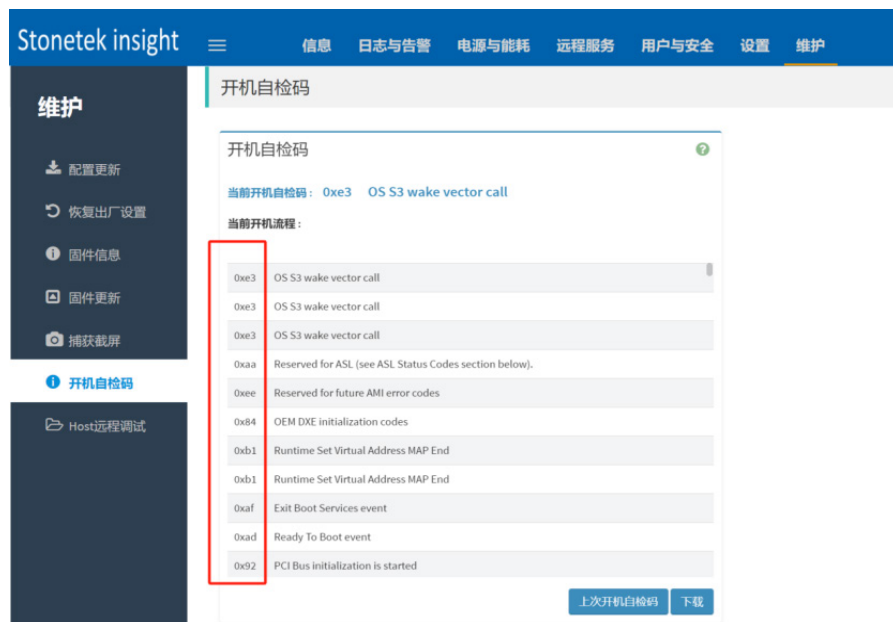 Stonetek insight
信息 日志与告警 电源与能耗 远程服务 用户与安全 设置 维护
维护
配置更新
恢复出厂设置
固件信息
固件更新
捕获截屏
开机自检码
Host远程调试
开机自检码
开机自检码
当前开机自检码： 0xe3 OS S3 wake vector call
当前开机流程：
0xe3 OS S3 wake vector call
0xe3 OS S3 wake vector call
0xe3 OS S3 wake vector call
0xaa Reserved for ASL (see ASL Status Codes section below).
0xee Reserved for future AMI error codes
0x84 OEM DXE initialization codes
0xb1 Runtime Set Virtual Address MAP End
0xb1 Runtime Set Virtual Address MAP End
0xaf Exit Boot Services event
0xad Ready To Boot event
0x92 PCI Bus initialization is started
上次开机自检码 下载